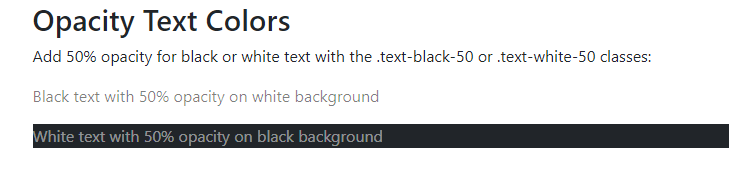 Opacity Text Colors
Add 50% opacity for black or white text with the .text-black-50 or .text-white-50 classes:
Black text with 50% opacity on white background
White text with 50% opacity on black background